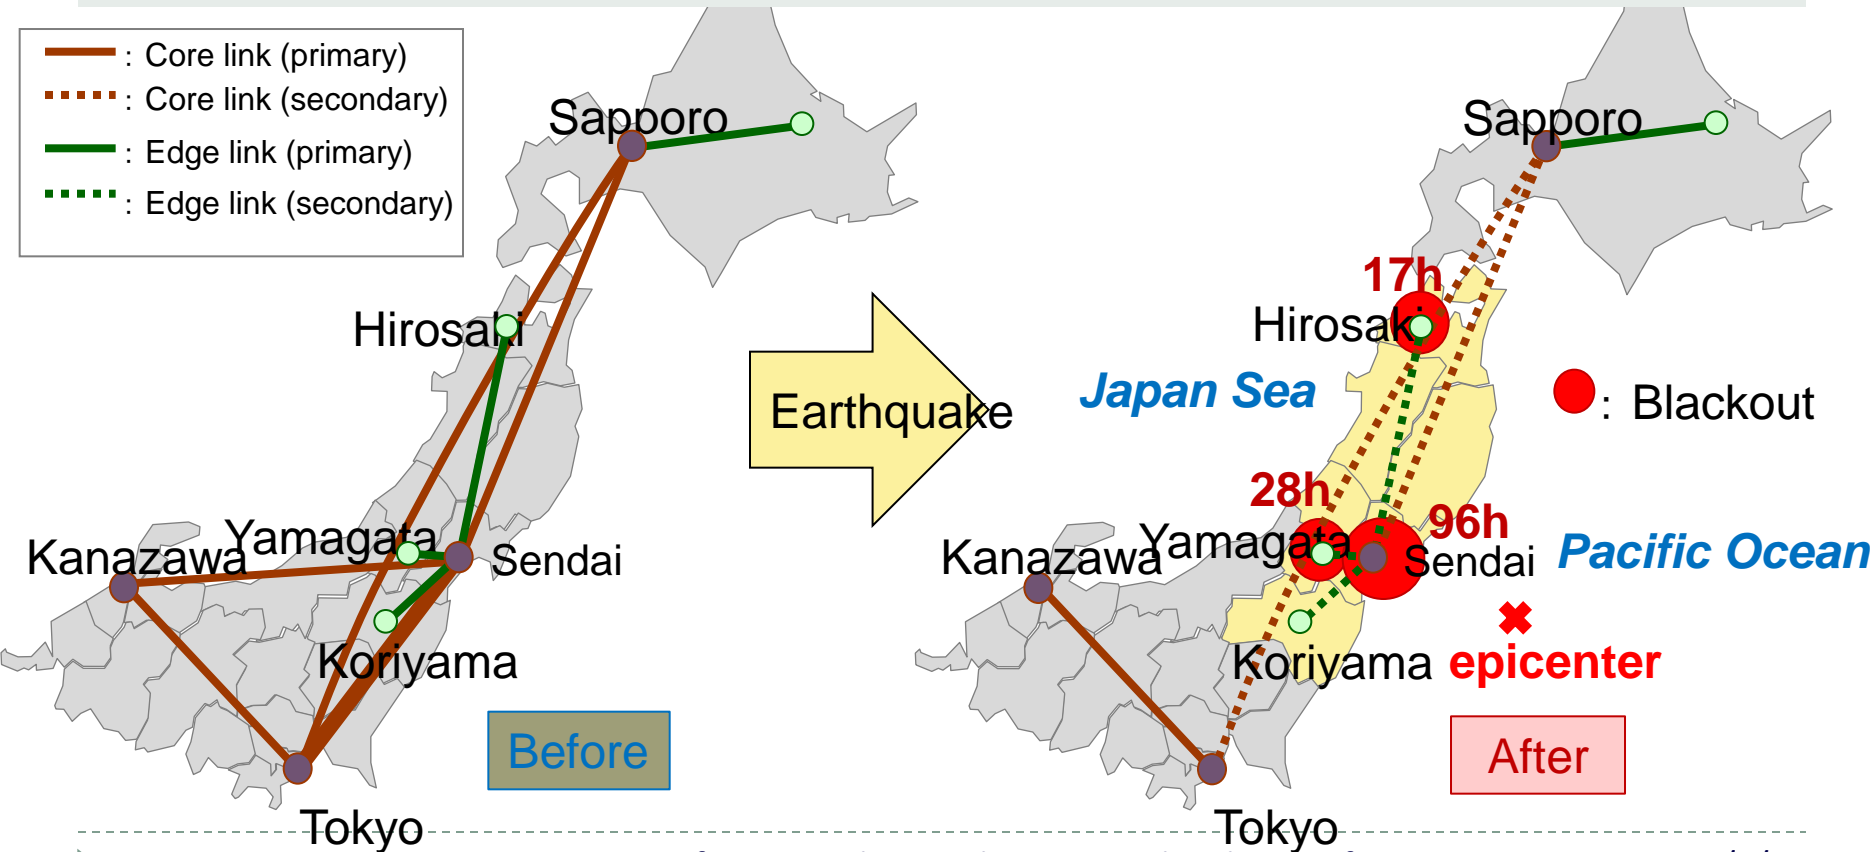 : Core link (primary)
: Core link (secondary)
: Edge link (primary)
: Edge link (secondary)
Sapporo
Hirosaki
Yamagata
Kanazawa
Sendai
Koriyama
Before
Tokyo
Earthquake
Sapporo
17h
Hirosaki
Japan Sea
: Blackout
28h
96h
Yamagata
Kanazawa
Sendai
Pacific Ocean
Koriyama
epicenter
After
Tokyo